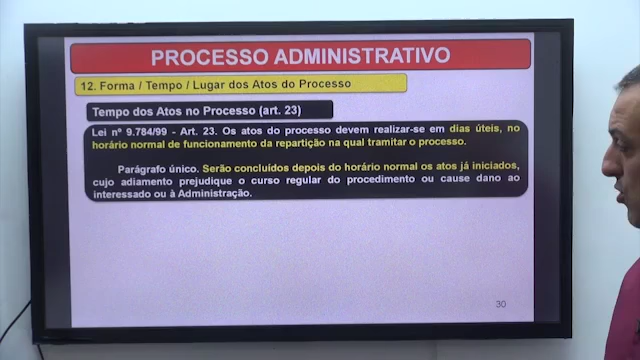 PROCESSO ADMINISTRATIVO
12. Forma / Tempo / Lugar dos Atos do Processo
Tempo dos Atos no Processo (art. 23)
Lei nº 9.784/99 - Art. 23. Os atos do processo devem realizar-se em dias úteis, no
horário normal de funcionamento da repartição na qual tramitar o processo.
Parágrafo único. Serão concluídos depois do horário normal os atos já iniciados,
cujo adiamento prejudique o curso regular do procedimento ou cause dano ao
interessado ou à Administração.
30